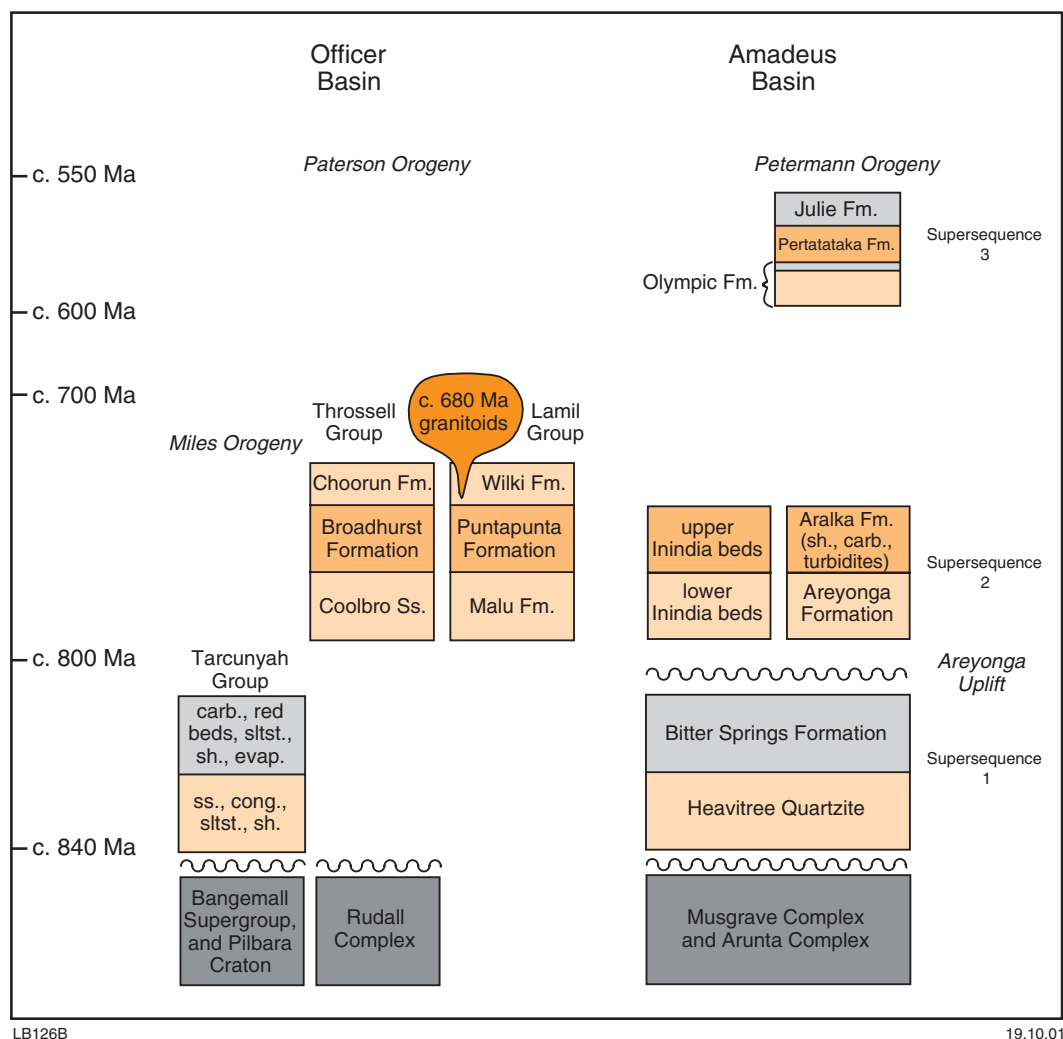 Officer
Basin
Amadeus
Basin
c. 550 Ma
Paterson Orogeny
Petermann Orogeny
Julie Fm.
Pertatataka Fm.
Supersequence
3
Olympic Fm.
c. 600 Ma
c. 700 Ma
Throssell
Group
c. 680 Ma
granitoids
Lamil
Group
Miles Orogeny
Choorun Fm.
Wilki Fm.
Broadhurst
Formation
Puntapunta
Formation
upper
Inindia beds
Aralka Fm.
(sh., carb.,
turbidites)
Supersequence
2
Coolbro Ss.
Malu Fm.
lower
Inindia beds
Areyonga
Formation
c. 800 Ma
Tarcunyah
Group
Areyonga
Uplift
carb., red
beds, sltst.,
sh., evap.
Bitter Springs Formation
Supersequence
1
ss., cong.,
sltst., sh.
Heavitree Quartzite
c. 840 Ma
Bangemall
Supergroup,
and Pilbara
Craton
Rudall
Complex
Musgrave Complex
and Arunta Complex
LB126B
19.10.01